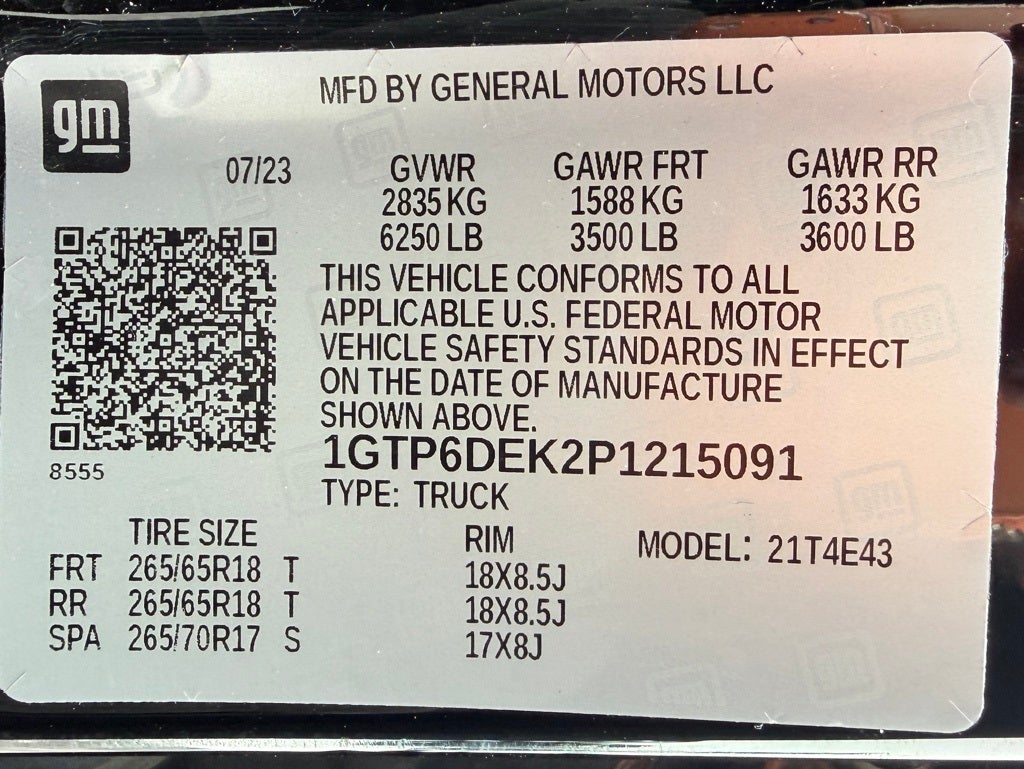 gm
MFD BY GENERAL MOTORS LLC
07/23 GVWR GAWR FRT GAWR RR
2835 KG 1588 KG 1633 KG
6250 LB 3500 LB 3600 LB
THIS VEHICLE CONFORMS TO ALL
APPLICABLE U.S. FEDERAL MOTOR
VEHICLE SAFETY STANDARDS IN EFFECT
ON THE DATE OF MANUFACTURE
SHOWN ABOVE.
1GTP6DEK2P1215091
8555
TYPE: TRUCK
TIRE SIZE RIM MODEL: 21T4E43
FRT 265/65R18 T 18X8.5J
RR 265/65R18 T 18X8.5J
SPA 265/70R17 S 17X8J